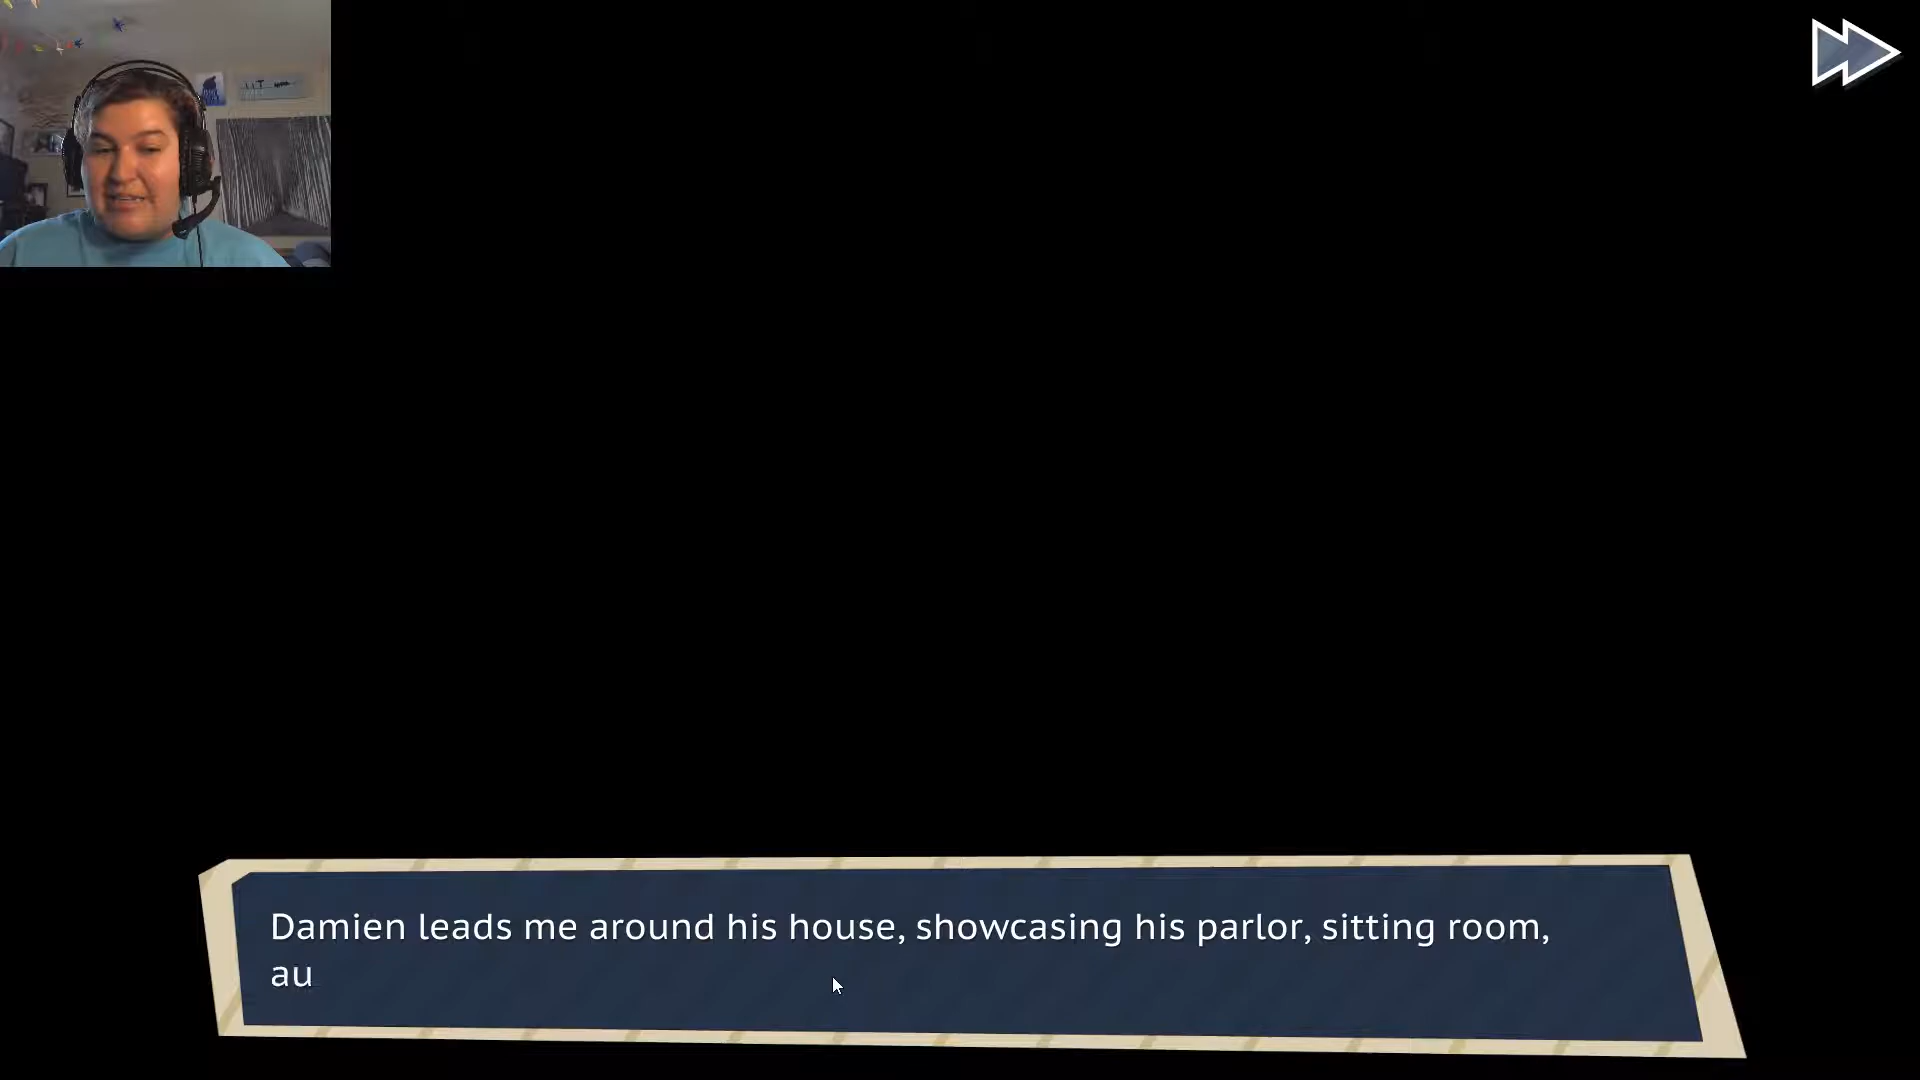 Damien leads me around his house, showcasing his parlor, sitting room,
au